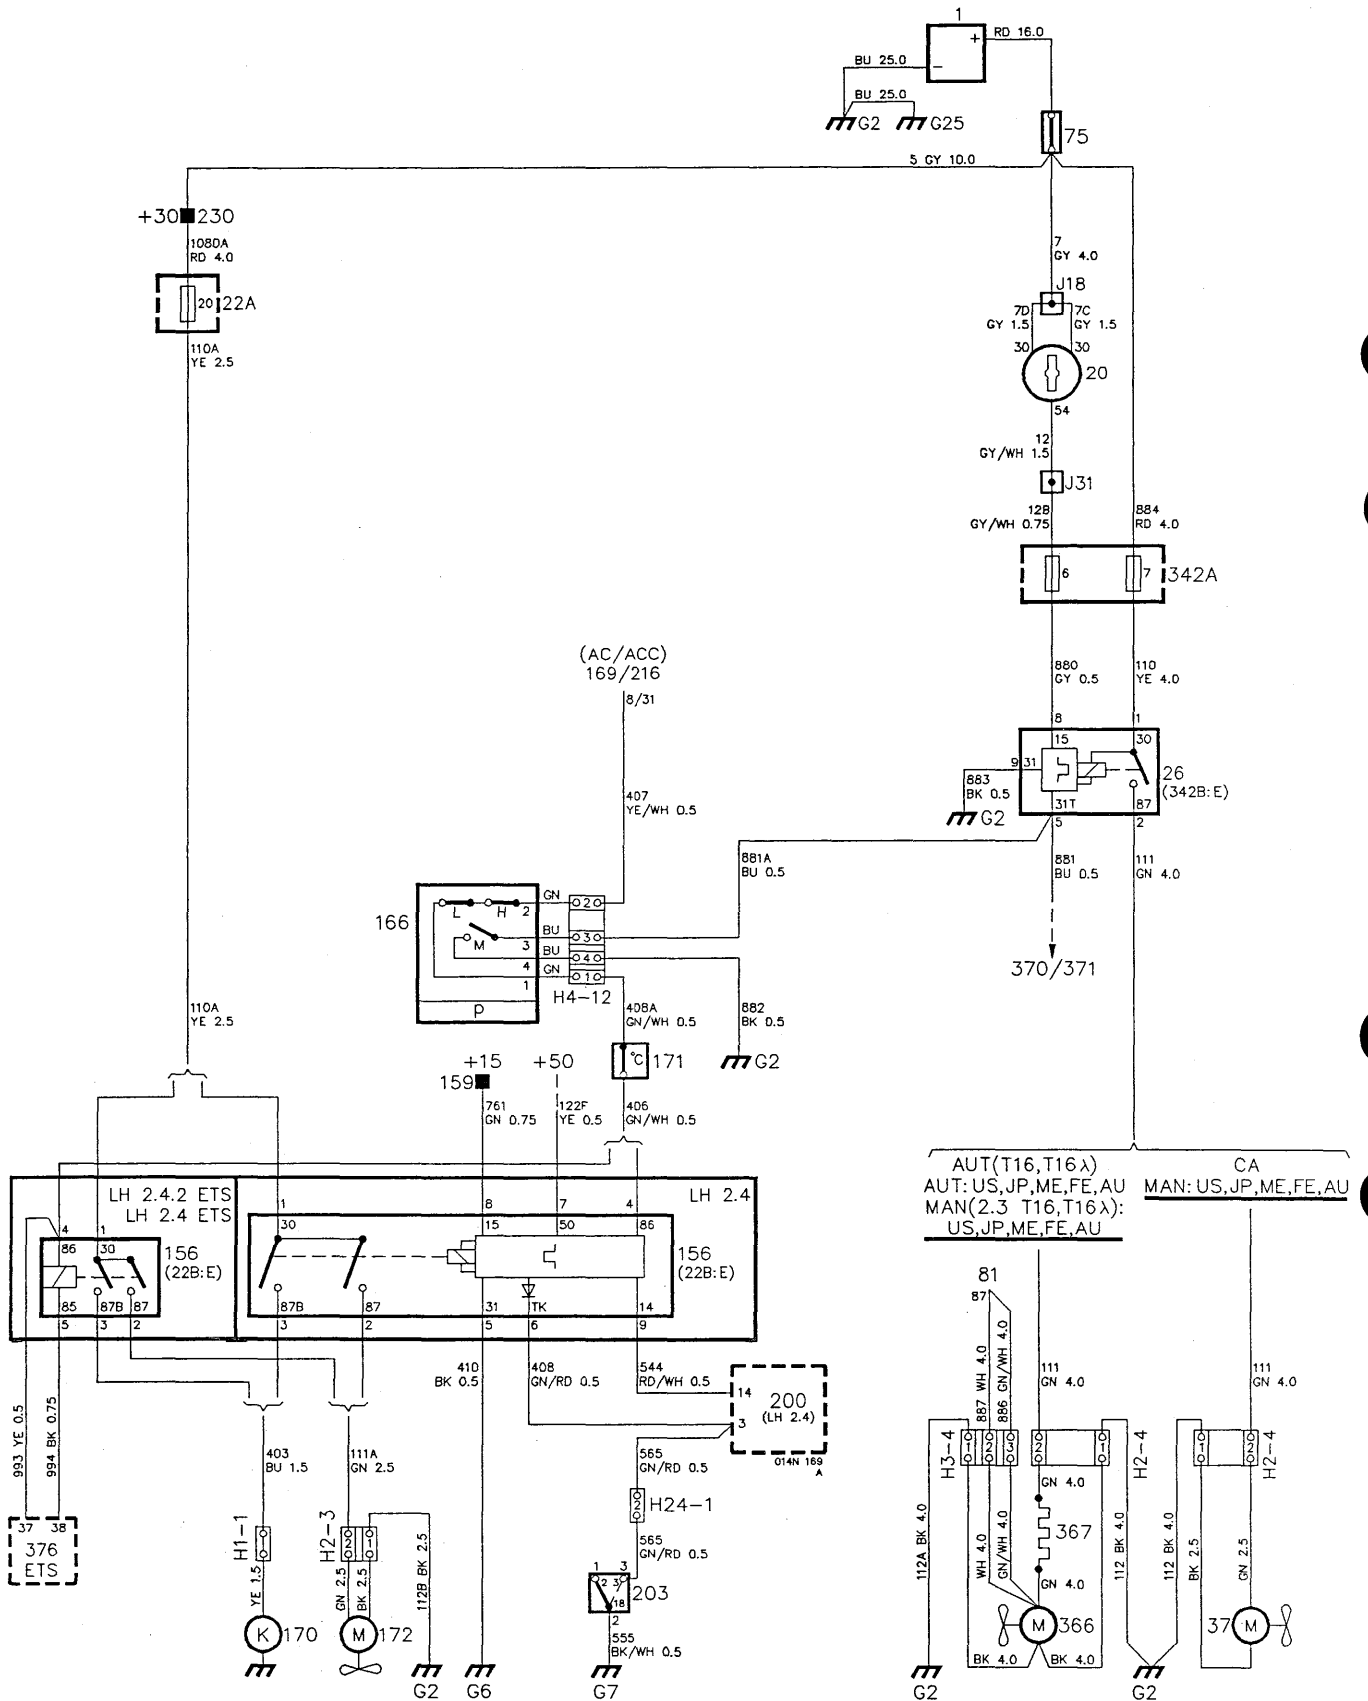 1
+
RD 16.0
BU 25.0
−
BU 25.0
G2
G25
75
5 GY 10.0
+30
230
108DA
RD 4.0
20
22A
110A
YE 2.5
7
GY 4.0
J18
7D
GY 1.5
7C
GY 1.5
30
30
20
54
12
GY/WH 1.5
J31
12B
GY/WH 0.75
884
RD 4.0
6
7
342A
(AC/ACC)
169/216
8/31
880
GY 0.5
110
YE 4.0
8
1
15
30
9
31
26
(342B:E)
883
BK 0.5
G2
31T
87
5
2
407
YE/WH 0.5
881A
BU 0.5
881
BU 0.5
111
GN 4.0
166
L
H
2
GN
2
M
3
BU
3
4
BU
4
1
GN
1
P
H4-12
370/371
110A
YE 2.5
408A
GN/WH 0.5
882
BK 0.5
°C
171
G2
+15
+50
159
761
GN 0.75
122F
YE 0.5
406
GN/WH 0.5
AUT(T16,T16λ)
AUT: US,JP,ME,FE,AU
MAN(2.3 T16,T16λ):
US,JP,ME,FE,AU
CA
MAN: US,JP,ME,FE,AU
LH 2.4.2 ETS
LH 2.4 ETS
LH 2.4
4
1
1
8
7
4
86
30
156
(22B:E)
30
15
50
86
156
(22B:E)
85
87B
87
87B
87
31
TK
14
5
3
2
3
2
5
6
9
81
87
410
BK 0.5
408
GN/RD 0.5
544
RD/WH 0.5
14
200
(LH 2.4)
3
014N 169
A
887 WH 4.0
886 GN/WH 4.0
111
GN 4.0
111
GN 4.0
993 YE 0.5
994 BK 0.75
403
BU 1.5
111A
GN 2.5
565
GN/RD 0.5
H3-4
1
2
3
2
1
H2-4
1
2
H2-4
37
38
376
ETS
H1-1
1
H2-3
2
1
112B BK 2.5
2
H24-1
565
GN/RD 0.5
GN 4.0
367
GN 4.0
112A BK 4.0
WH 4.0
GN/WH 4.0
112 BK 4.0
112 BK 4.0
BK 2.5
GN 2.5
YE 1.5
GN 2.5
BK 2.5
1
3
2
3
18
203
2
K
170
M
172
555
BK/WH 0.5
M
366
BK 4.0
BK 4.0
37
M
G2
G6
G7
G2
G2